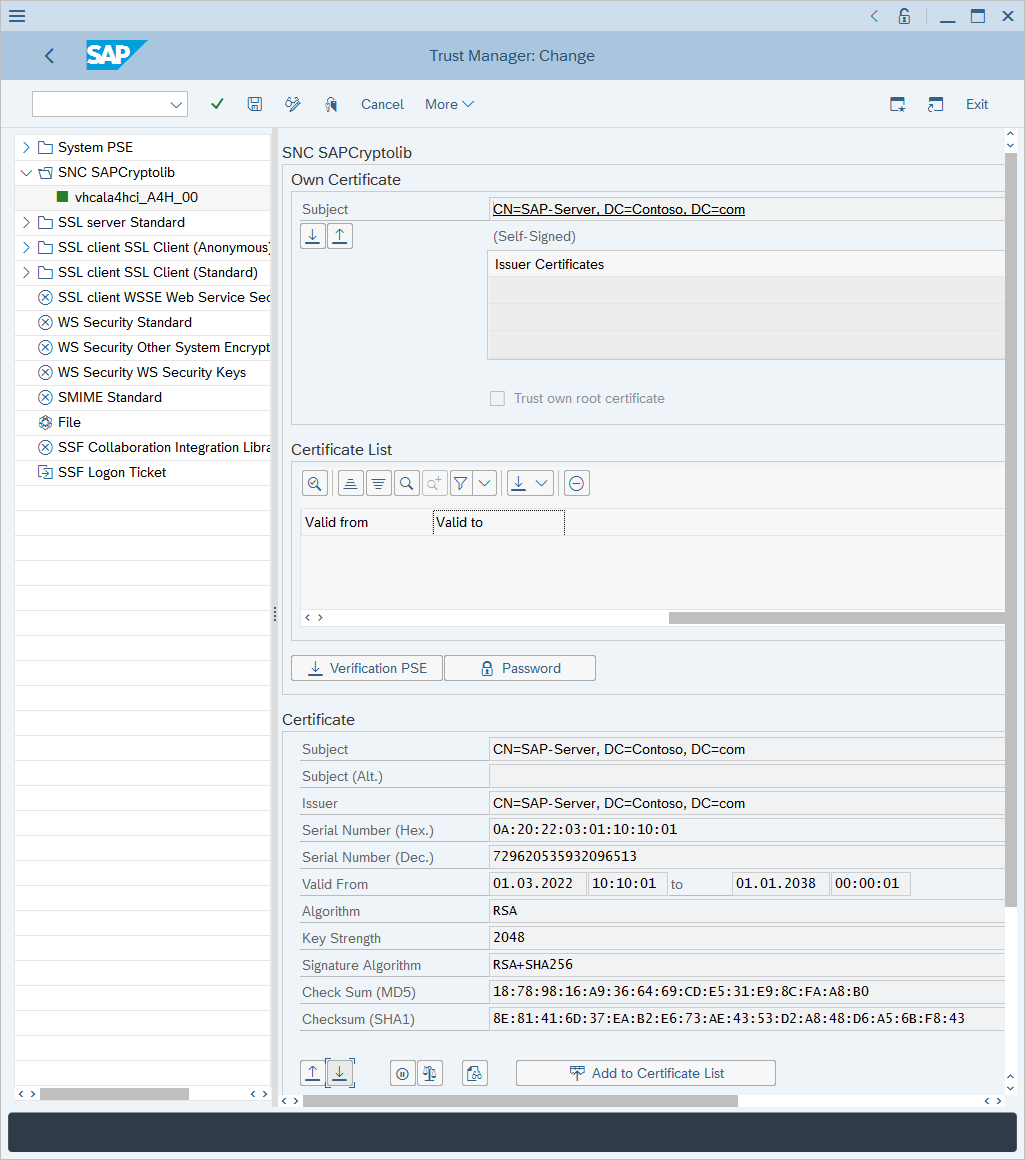 SAP
Trust Manager: Change
Cancel
More
Exit
System PSE
SNC SAPCryptolib
vhcala4hci_A4H_00
SSL server Standard
SSL client SSL Client (Anonymous)
SSL client SSL Client (Standard)
SSL client WSSE Web Service Sec
WS Security Standard
WS Security Other System Encrypt
WS Security WS Security Keys
SMIME Standard
File
SSF Collaboration Integration Libra
SSF Logon Ticket
SNC SAPCryptolib
Own Certificate
Subject CN=SAP-Server, DC=Contoso, DC=com
(Self-Signed)
Issuer Certificates
Trust own root certificate
Certificate List
Valid from Valid to
Verification PSE Password
Certificate
Subject CN=SAP-Server, DC=Contoso, DC=com
Subject (Alt.)
Issuer CN=SAP-Server, DC=Contoso, DC=com
Serial Number (Hex.) 0A:20:22:03:01:10:10:01
Serial Number (Dec.) 729620535932096513
Valid From 01.03.2022 10:10:01 to 01.01.2038 00:00:01
Algorithm RSA
Key Strength 2048
Signature Algorithm RSA+SHA256
Check Sum (MD5) 18:78:98:16:A9:36:64:69:CD:E5:31:E9:8C:FA:A8:B0
Checksum (SHA1) 8E:81:41:6D:37:EA:B2:E6:73:AE:43:53:D2:A8:48:D6:A5:6B:F8:43
Add to Certificate List